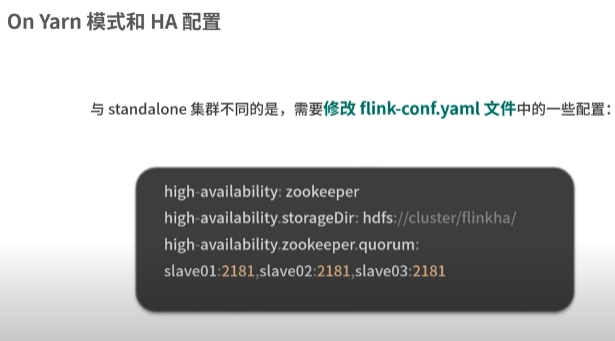 On Yarn 模式和 HA 配置
与 standalone 集群不同的是，需要修改 flink-conf.yaml 文件中的一些配置：
high-availability: zookeeper
high-availability.storageDir: hdfs://cluster/flinkha/
high-availability.zookeeper.quorum:
slave01:2181,slave02:2181,slave03:2181